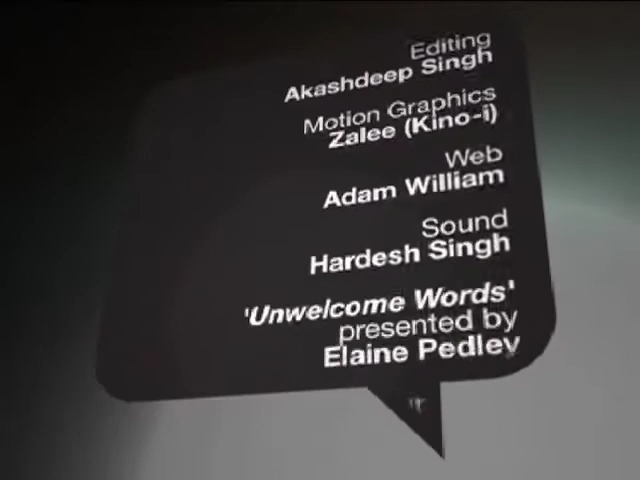 Editing
Akashdeep Singh
Motion Graphics
Zalee (Kino-i)
Web
Adam William
Sound
Hardesh Singh
'Unwelcome Words'
presented by
Elaine Pedley